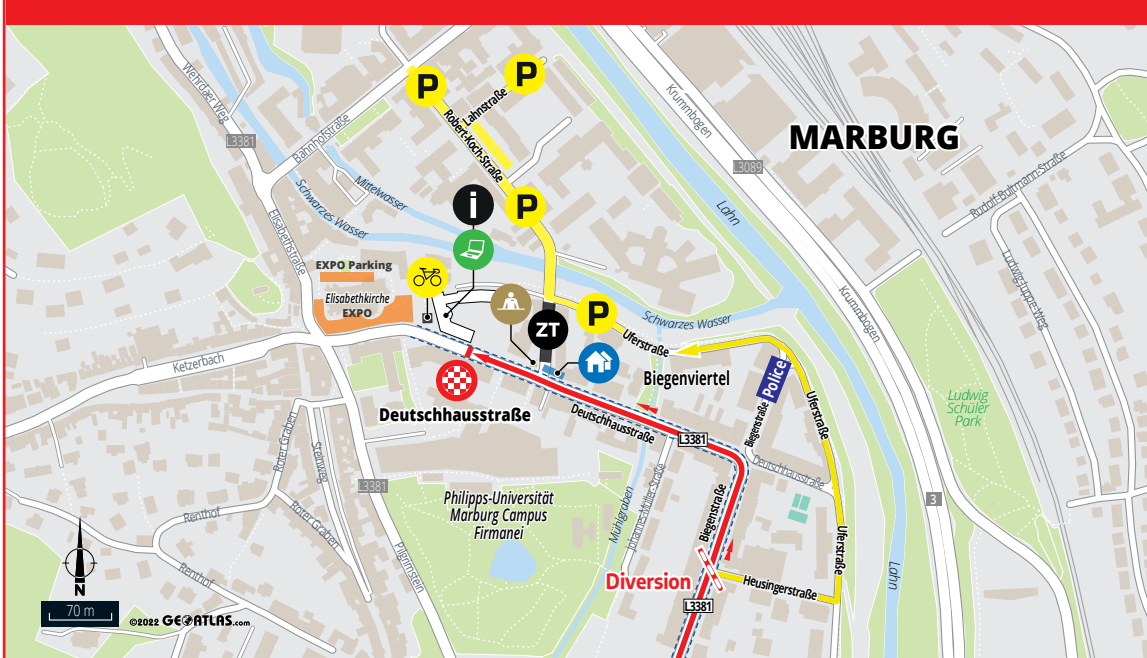 P
P
Lahnstraße
Robert-Koch-Straße
Wehrdaer Weg
L3381
Bahnhofstraße
Krummbogen
MARBURG
L3089
Rudolf-Bultmann-Straße
Mittelwasser
Schwarzes Wasser
i
P
Lahn
Elisabethstraße
EXPO Parking
Elisabethkirche
EXPO
ZT
P
Schwarzes Wasser
Krummbogen
Uferstraße
Ketzerbach
Biegenviertel
Police
Ludwig
Schüler
Park
Deutschhausstraße
Deutschhausstraße
Biegenstraße
Uferstraße
L3381
Deutschhausstraße
Roter Graben
Steinweg
L3381
Philipps-Universität
Marburg Campus
Firmanei
Mühlgraben
Johannes-Müller-Straße
Biegenstraße
3
Renthof
Roter Graben
Pilgrimstein
Uferstraße
Renthof
Diversion
Heusingerstraße
Lahn
L3381
N
70 m
©2022 GEOATLAS.com